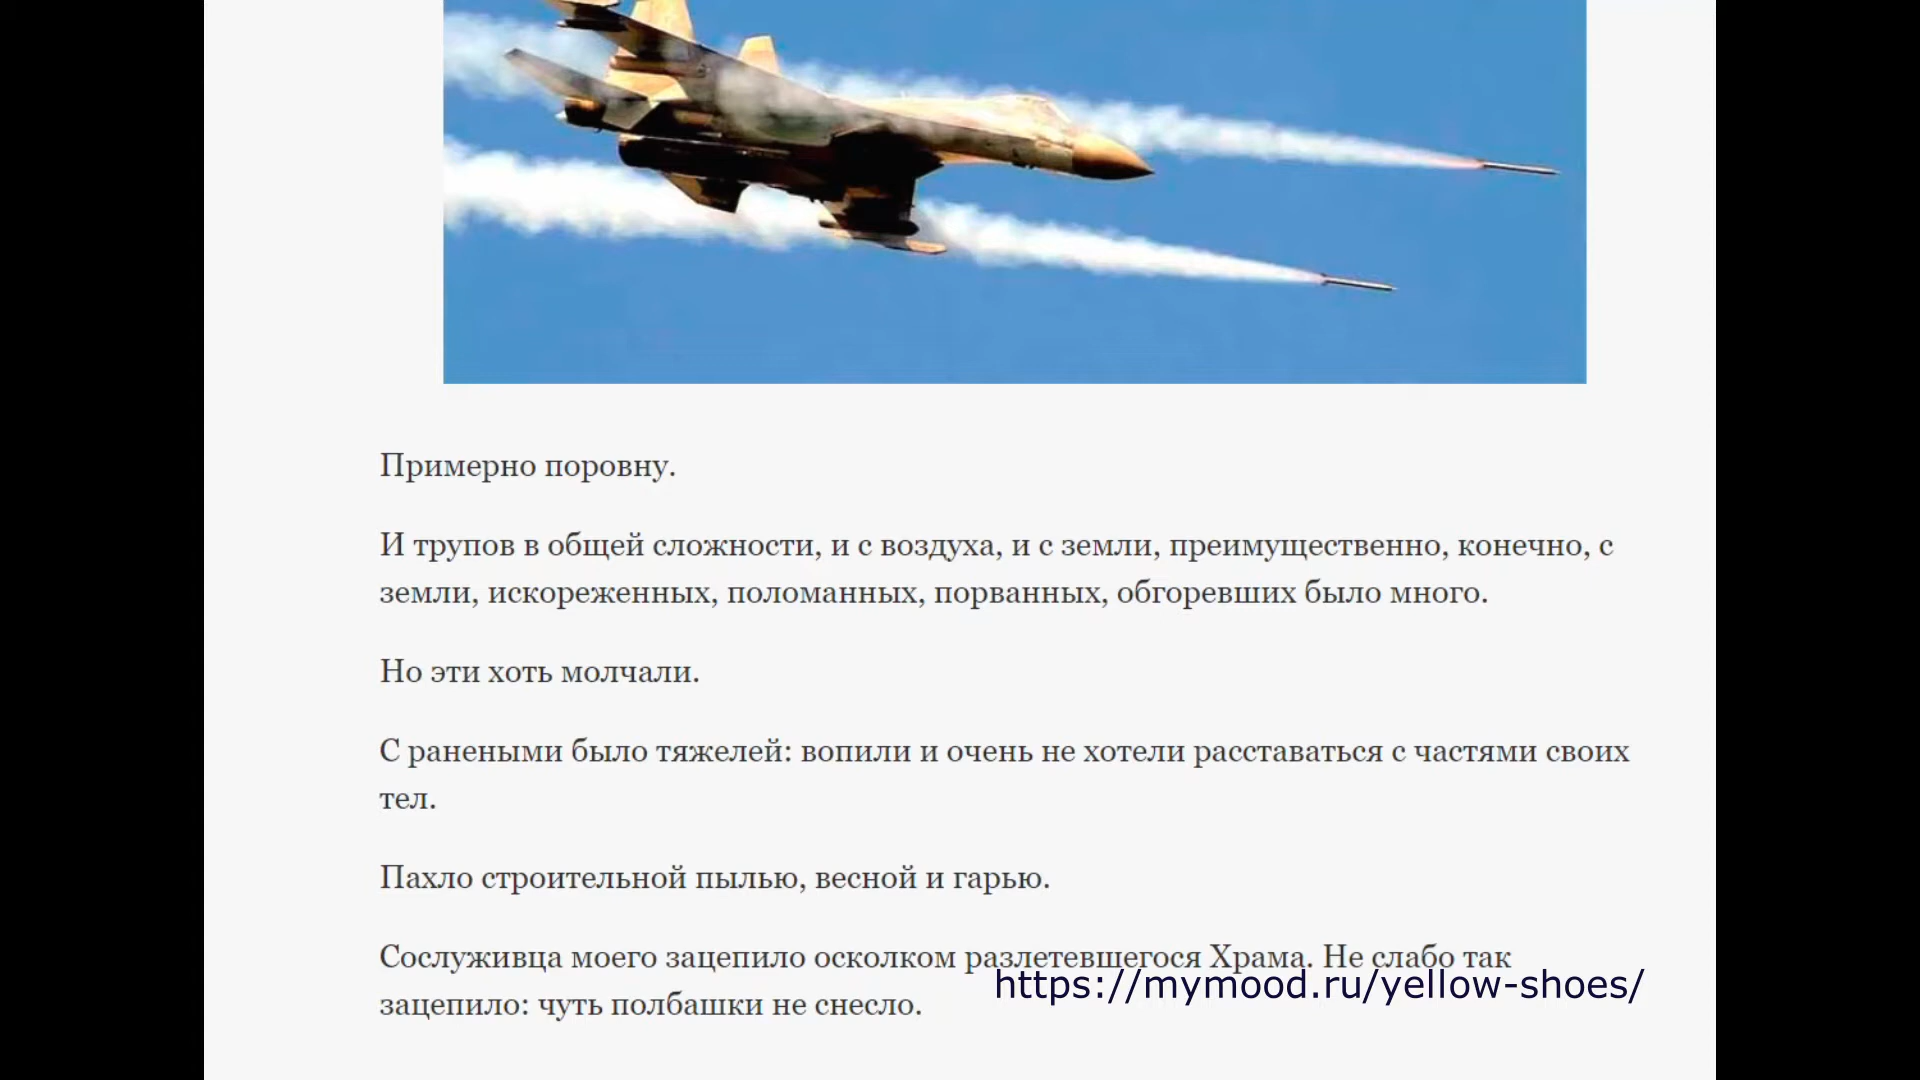 Примерно поровну.
И трупов в общей сложности, и с воздуха, и с земли, преимущественно, конечно, с
земли, искореженных, поломанных, порванных, обгоревших было много.
Но эти хоть молчали.
С ранеными было тяжелей: вопили и очень не хотели расставаться с частями своих
тел.
Пахло строительной пылью, весной и гарью.
Сослуживца моего зацепило осколком разлетевшегося Храма. Не слабо так
зацепило: чуть полбашки не снесло.
https://mymood.ru/yellow-shoes/